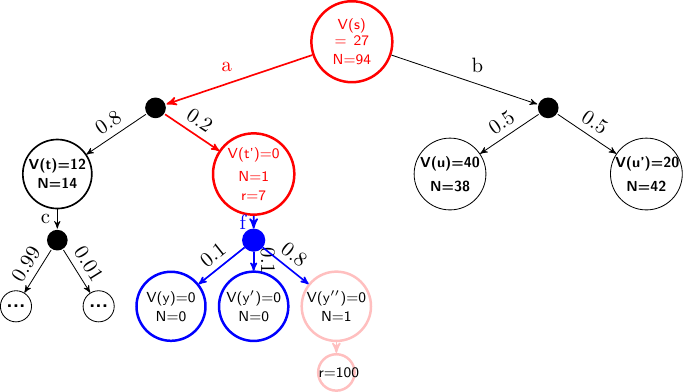 V(s)
= 27
N=94
a
b
0.8
0.2
0.5
0.5
V(t)=12
N=14
V(t')=0
N=1
r=7
V(u)=40
N=38
V(u')=20
N=42
c
f
0.99
0.01
0.1
0.1
0.8
...
...
V(y)=0
N=0
V(y')=0
N=0
V(y'')=0
N=1
r=100